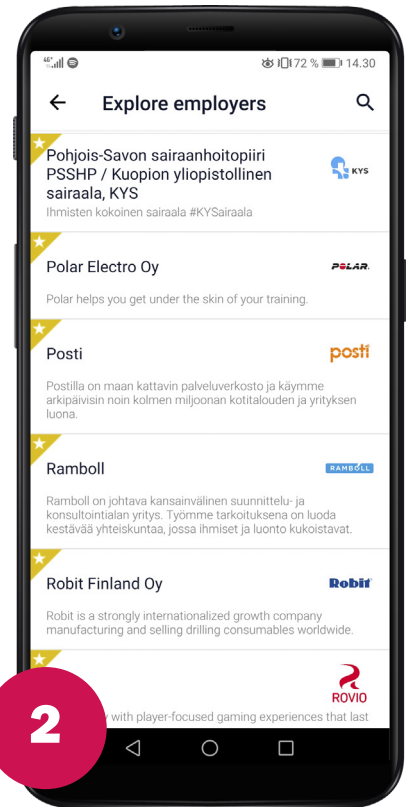 46+
72 % 14.30
Explore employers
Pohjois-Savon sairaanhoitopiiri
PSSHP / Kuopion yliopistollinen
sairaala, KYS
KYS
Ihmisten kokoinen sairaala #KYSairaala
Polar Electro Oy
POLAR.
Polar helps you get under the skin of your training.
Posti
posti
Postilla on maan kattavin palveluverkosto ja käymme
arkipäivisin noin kolmen miljoonan kotitalouden ja yrityksen
luona.
Ramboll
RAMBOLL
Ramboll on johtava kansainvälinen suunnittelu- ja
konsultointialan yritys. Työmme tarkoituksena on luoda
kestävää yhteiskuntaa, jossa ihmiset ja luonto kukoistavat.
Robit Finland Oy
Robit
Robit is a strongly internationalized growth company
manufacturing and selling drilling consumables worldwide.
ROVIO
with player-focused gaming experiences that last
2